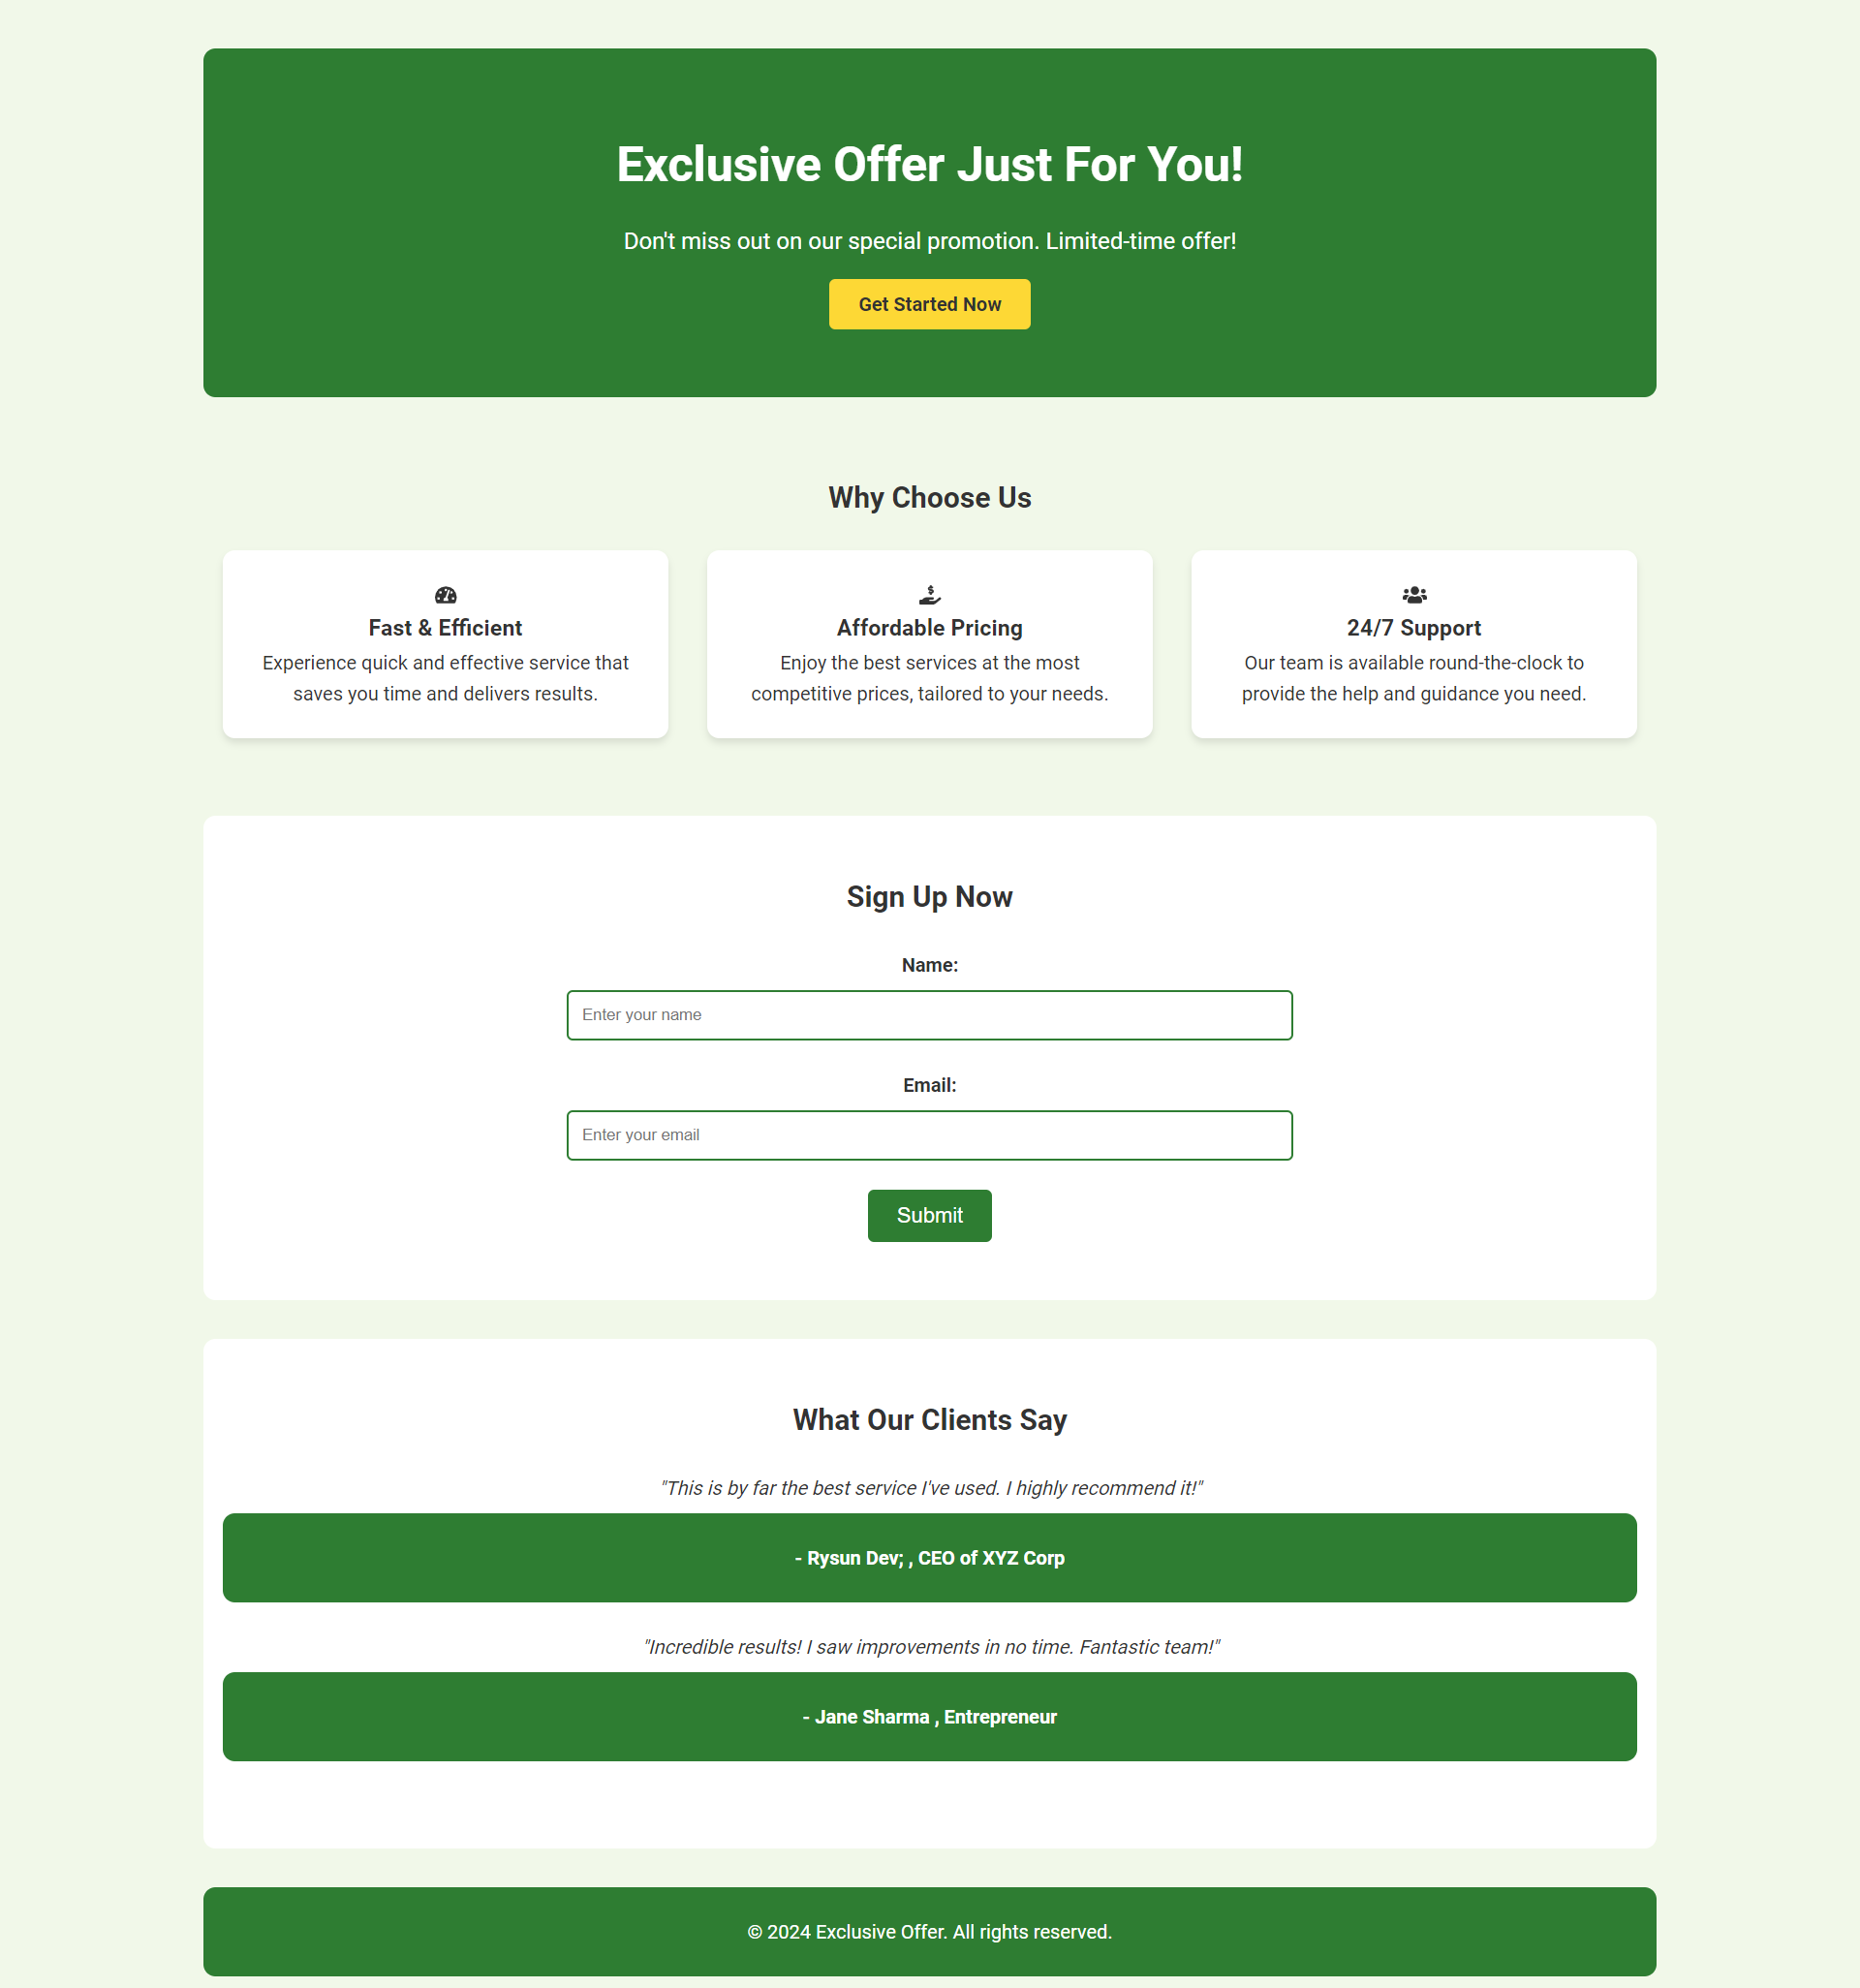 Exclusive Offer Just For You!
Don't miss out on our special promotion. Limited-time offer!
Get Started Now
Why Choose Us
Fast & Efficient
Experience quick and effective service that
saves you time and delivers results.
Affordable Pricing
Enjoy the best services at the most
competitive prices, tailored to your needs.
24/7 Support
Our team is available round-the-clock to
provide the help and guidance you need.
Sign Up Now
Name:
Enter your name
Email:
Enter your email
Submit
What Our Clients Say
"This is by far the best service I've used. I highly recommend it!"
- Rysun Dev; , CEO of XYZ Corp
"Incredible results! I saw improvements in no time. Fantastic team!"
- Jane Sharma , Entrepreneur
© 2024 Exclusive Offer. All rights reserved.